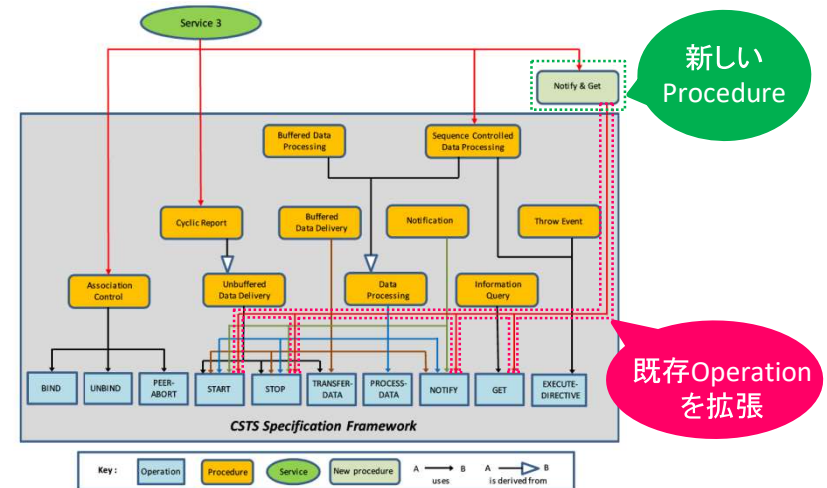 Service 3
新しい
Procedure
Notify & Get
Buffered Data
Processing
Sequence Controlled
Data Processing
Cyclic Report
Buffered
Data Delivery
Notification
Throw Event
Association
Control
Unbuffered
Data Delivery
Data
Processing
Information
Query
既存Operation
を拡張
BIND
UNBIND
PEER-
ABORT
START
STOP
TRANSFER-
DATA
PROCESS-
DATA
NOTIFY
GET
EXECUTE-
DIRECTIVE
CSTS Specification Framework
Key :
Operation
Procedure
Service
New procedure
A
B
uses
A
B
is derived from